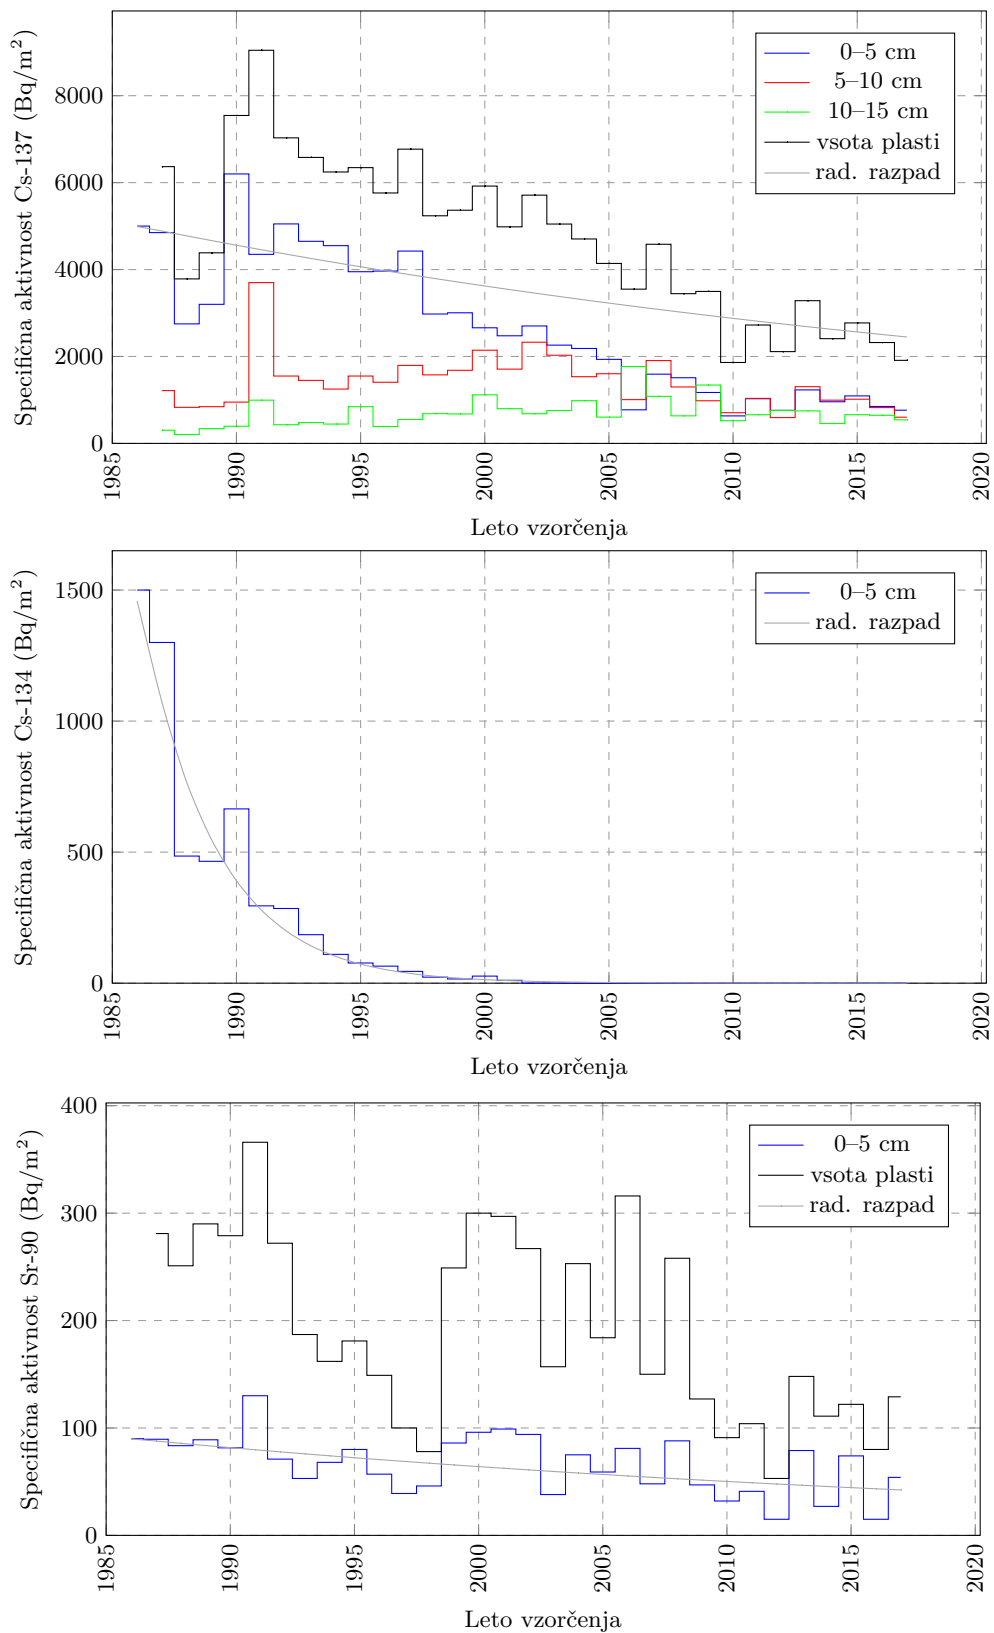 Specifična aktivnost Cs-137 (Bq/m²)
8000
6000
4000
2000
0
0–5 cm
5–10 cm
10–15 cm
vsota plasti
rad. razpad
1985
1990
1995
2000
2005
2010
2015
2020
Leto vzorčenja
Specifična aktivnost Cs-134 (Bq/m²)
1500
1000
500
0
0–5 cm
rad. razpad
1985
1990
1995
2000
2005
2010
2015
2020
Leto vzorčenja
Specifična aktivnost Sr-90 (Bq/m²)
400
300
200
100
0
0–5 cm
vsota plasti
rad. razpad
1985
1990
1995
2000
2005
2010
2015
2020
Leto vzorčenja